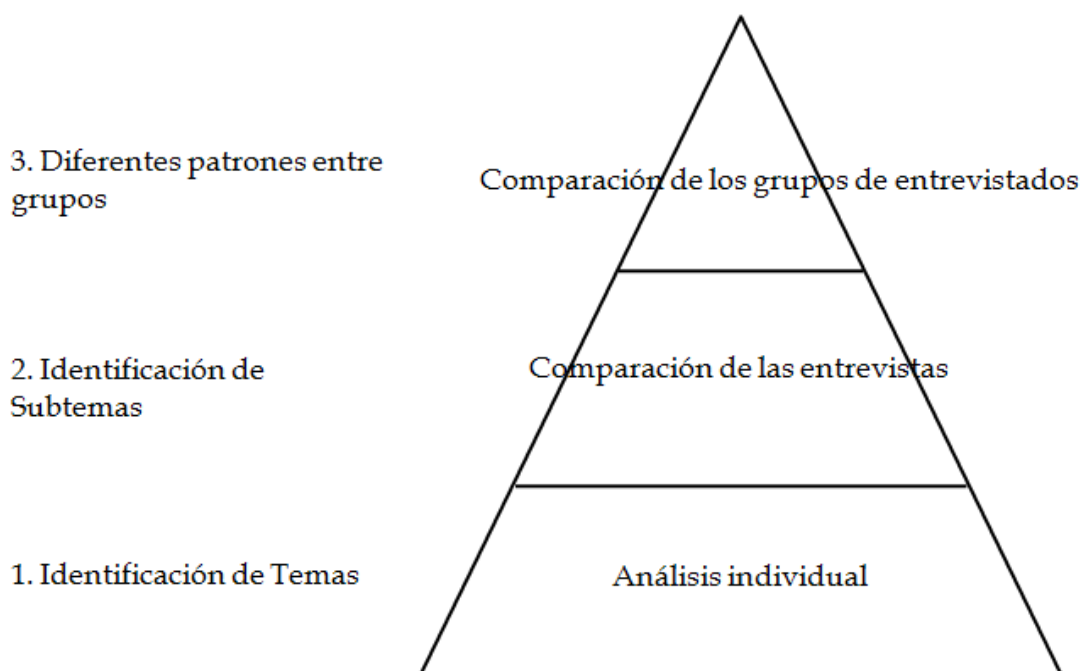 3. Diferentes patrones entre
grupos
Comparación de los grupos de entrevistados
2. Identificación de
Subtemas
Comparación de las entrevistas
1. Identificación de Temas
Análisis individual